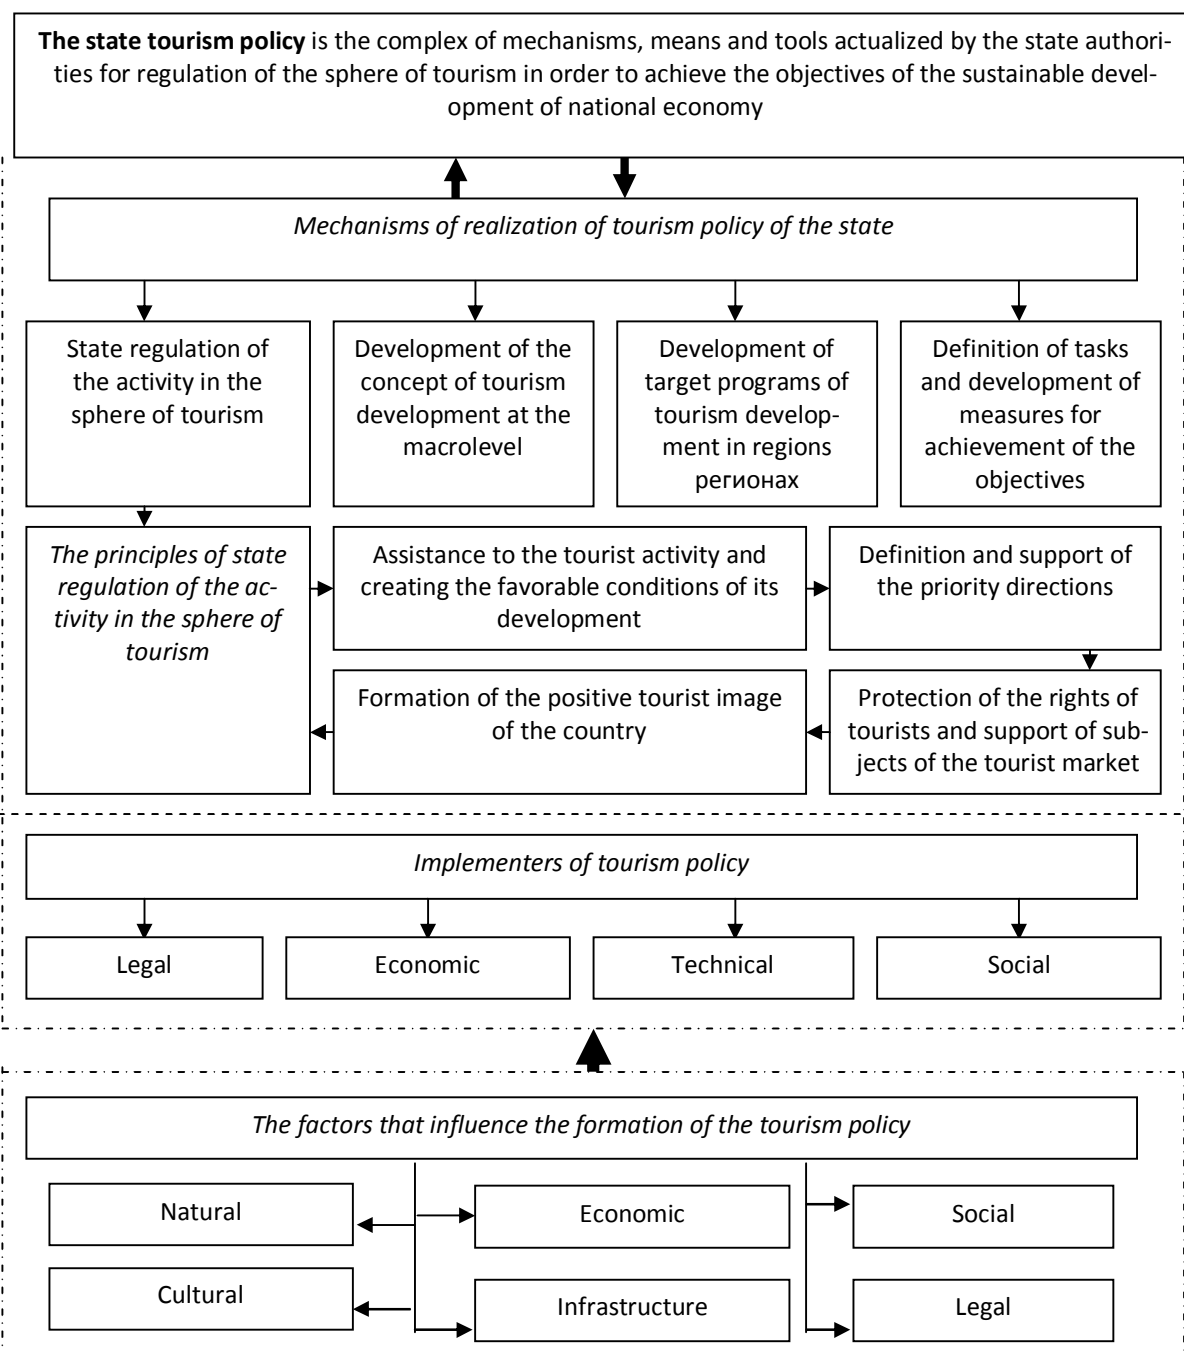 The state tourism policy is the complex of mechanisms, means and tools actualized by the state authori-
ties for regulation of the sphere of tourism in order to achieve the objectives of the sustainable devel-
opment of national economy
Mechanisms of realization of tourism policy of the state
State regulation of
the activity in the
sphere of tourism
Development of the
concept of tourism
development at the
macrolevel
Development of
target programs of
tourism develop-
ment in regions
регионах
Definition of tasks
and development of
measures for
achievement of the
objectives
The principles of state
regulation of the ac-
tivity in the sphere of
tourism
Assistance to the tourist activity and
creating the favorable conditions of its
development
Definition and support of
the priority directions
Formation of the positive tourist image
of the country
Protection of the rights of
tourists and support of sub-
jects of the tourist market
Implementers of tourism policy
Legal
Economic
Technical
Social
The factors that influence the formation of the tourism policy
Natural
Economic
Social
Cultural
Infrastructure
Legal